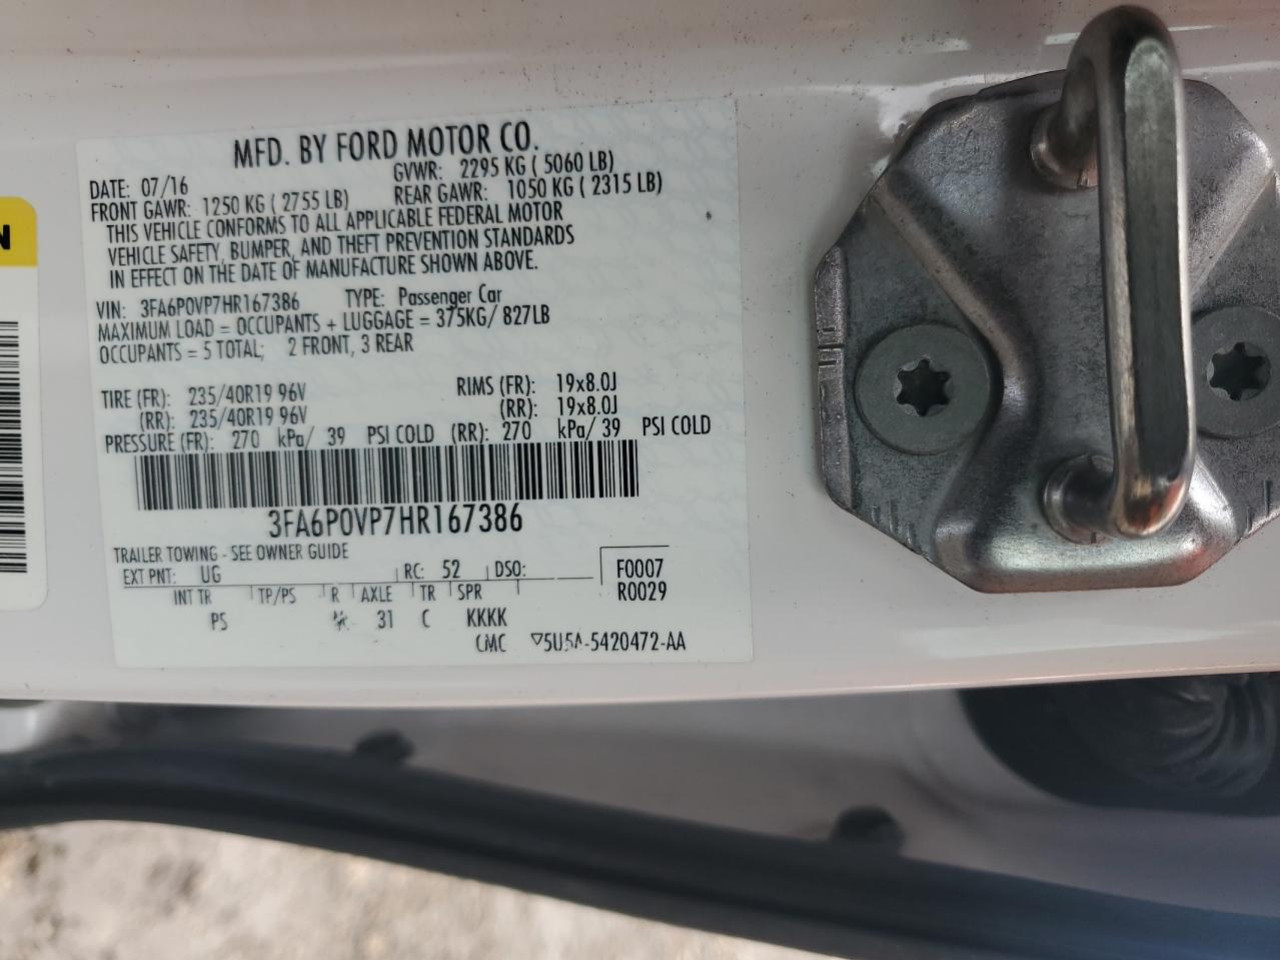 MFD. BY FORD MOTOR CO.
DATE: 07/16 GVWR: 2295 KG ( 5060 LB)
FRONT GAWR: 1250 KG ( 2755 LB) REAR GAWR: 1050 KG ( 2315 LB)
THIS VEHICLE CONFORMS TO ALL APPLICABLE FEDERAL MOTOR
VEHICLE SAFETY, BUMPER, AND THEFT PREVENTION STANDARDS
IN EFFECT ON THE DATE OF MANUFACTURE SHOWN ABOVE.
VIN: 3FA6P0VP7HR167386 TYPE: Passenger Car
MAXIMUM LOAD = OCCUPANTS + LUGGAGE = 375KG/ 827LB
OCCUPANTS = 5 TOTAL; 2 FRONT, 3 REAR
TIRE (FR): 235/40R19 96V RIMS (FR): 19x8.0J
(RR): 235/40R19 96V (RR): 19x8.0J
PRESSURE (FR): 270 kPa/ 39 PSI COLD (RR): 270 kPa/ 39 PSI COLD
3FA6P0VP7HR167386
TRAILER TOWING - SEE OWNER GUIDE
EXT PNT: UG RC: 52 DSO: F0007
INT TR TP/PS R AXLE TR SPR R0029
PS 31 C KKKK
CMC 5U5A-5420472-AA
N